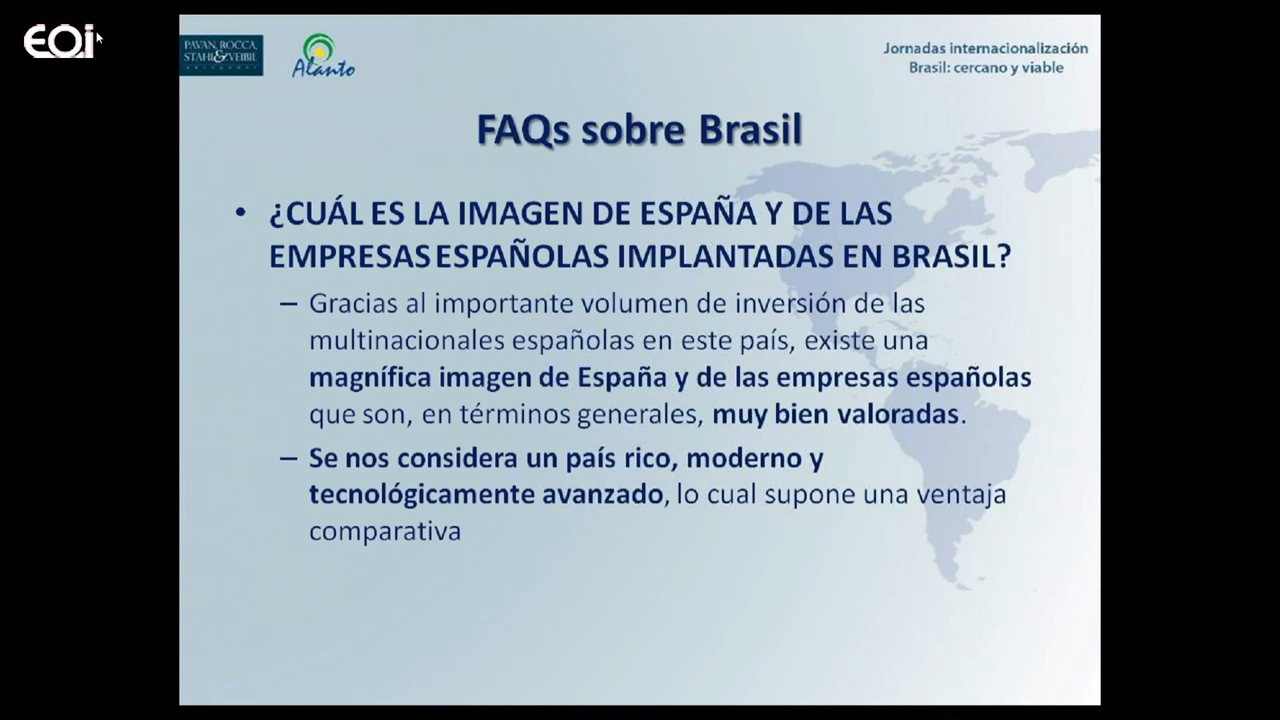 EOi
PAVAN, ROCCA,
STAHL & VEIBIL
Alanto
Jornadas internacionalización
Brasil: cercano y viable
FAQs sobre Brasil
• ¿CUÁL ES LA IMAGEN DE ESPAÑA Y DE LAS
EMPRESAS ESPAÑOLAS IMPLANTADAS EN BRASIL?
– Gracias al importante volumen de inversión de las
multinacionales españolas en este país, existe una
magnífica imagen de España y de las empresas españolas
que son, en términos generales, muy bien valoradas.
– Se nos considera un país rico, moderno y
tecnológicamente avanzado, lo cual supone una ventaja
comparativa